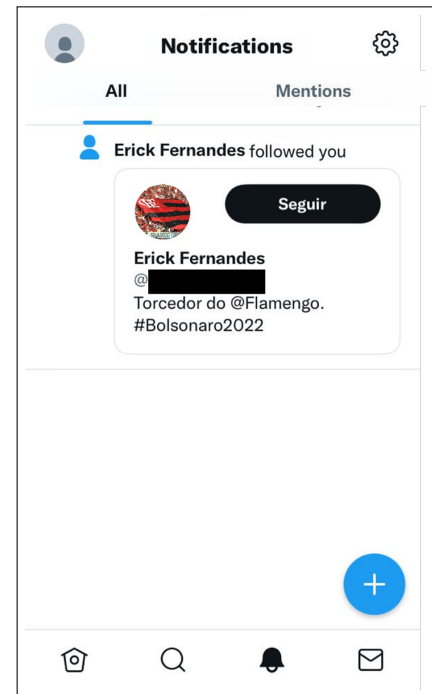 Notifications
All
Mentions
Erick Fernandes followed you
Seguir
Erick Fernandes
@
Torcedor do @Flamengo.
#Bolsonaro2022